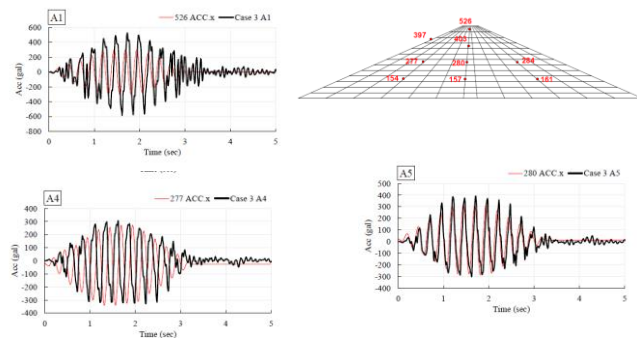 A1
526 ACC.x Case 3 A1
Acc (gal)
600
400
200
0
-200
-400
-600
-800
0 1 2 3 4 5
Time (sec)
526
397
277
280
284
154
157
161
A4
277 ACC.x Case 3 A4
Acc (gal)
400
300
200
100
0
-100
-200
-300
-400
0 1 2 3 4 5
Time (sec)
A5
280 ACC.x Case 3 A5
Acc (gal)
500
400
300
200
100
0
-100
-200
-300
-400
0 1 2 3 4 5
Time (sec)